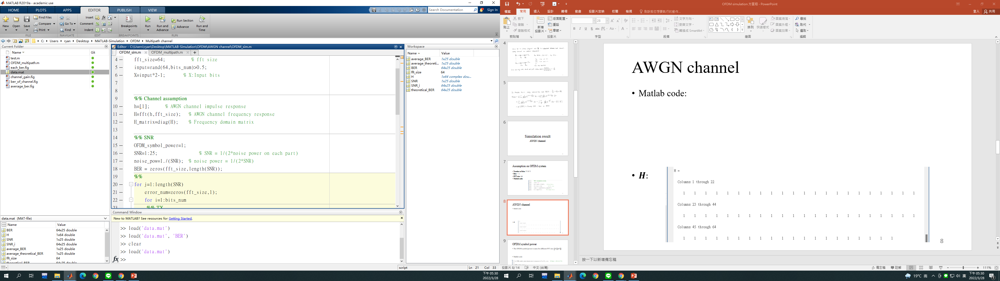 MATLAB R2019a - academic use
HOME PLOTS APPS EDITOR PUBLISH VIEW
Search Documentation Sign In
New Open Save Find Files Compare Print
Go To Find
Insert Comment Indent
Breakpoints
Run Run and Advance Run Section Advance Run and Time
FILE NAVIGATE EDIT BREAKPOINTS RUN
C: Users ryan Desktop MATLAB-Simulation OFDM Multipath channel
Current Folder
Name Git
test.m
OFDM_multipath.m
each_ber.fig
data.mat
channel_gain.fig
ber_of_channel.fig
average_ber.fig
data.mat (MAT-file)
Name Value
BER 64x25 double
H 1x64 double
SNR 1x25 double
SNR_i 64x25 double
average_BER 1x25 double
average_theoretical_BER 1x25 double
fft_size 64
theoretical_BER 64x25 double
Editor - C:\Users\ryan\Desktop\MATLAB-Simulation\OFDM\AWGN channel\OFDM_sim.m
OFDM_sim.m OFDM_multipath.m
4 fft_size=64; % fft size
5 input=rand(64,bits_num)>0.5;
6 X=input*2-1; % X:Input bits
7
8
9 %% Channel assumption
10 h=[1]; % AWGN channel impulse response
11 H=fft(h,fft_size); % AWGN channel frequency response
12 H_matrix=diag(H); % Frequency domain matrix
13
14 %% SNR
15 OFDM_symbol_power=1;
16 SNR=1:25; % SNR = 1/(2*noise power on each part)
17 noise_pow=1./(SNR); % noise power = 1/(2*SNR)
18 BER = zeros(fft_size,length(SNR));
19 %%
20 for j=1:length(SNR)
21 error_num=zeros(fft_size,1);
22 for i=1:bits_num
23 %% TX
Command Window
New to MATLAB? See resources for Getting Started.
>> load('data.mat')
>> load('data.mat', 'BER')
>> clear
>> load('data.mat')
fx >>
Workspace
Name Value
average_BER 1x25 double
average_theoreti... 1x25 double
BER 64x25 double
fft_size 64
H 1x64 complex dou...
SNR 1x25 double
SNR_i 64x25 double
theoretical_BER 64x25 double
script Ln 21 Col 33
下午 05:30
2022/3/28
OFDM simulation 方宣翔 - PowerPoint
檔案 常用 插入 設計 轉場 動畫 投影片放映 校閱 檢視 告訴我您想要執行的動作...
登入 共用
貼上 剪下 複製 複製格式
新增投影片 版面配置 重設 章節
28
文字方向 對齊文字 轉換成 SmartArt
排列 快速樣式 圖案填滿 圖案外框 圖案效果
尋找 取代 選取
剪貼簿 投影片 字型 段落 繪圖 編輯
4
5
6
Simulation result
AWGN channel
7
Assumption on OFDM system
8
AWGN channel
• Matlab code:
9
OFDM symbol power
• Matlab code:
AWGN channel
• Matlab code:
• H:
H =
Columns 1 through 22
1 1 1 1 1 1 1 1 1 1 1 1 1 1 1 1 1 1 1 1 1 1
Columns 23 through 44
1 1 1 1 1 1 1 1 1 1 1 1 1 1 1 1 1 1 1 1 1 1
Columns 45 through 64
1 1 1 1 1 1 1 1 1 1 1 1 1 1 1 1 1 1 1 1
8
按一下以新增備忘稿
投影片 8/14 中文 (台灣)
備忘稿 註解 111%
19°C 雨 英
下午 05:30
2022/3/28